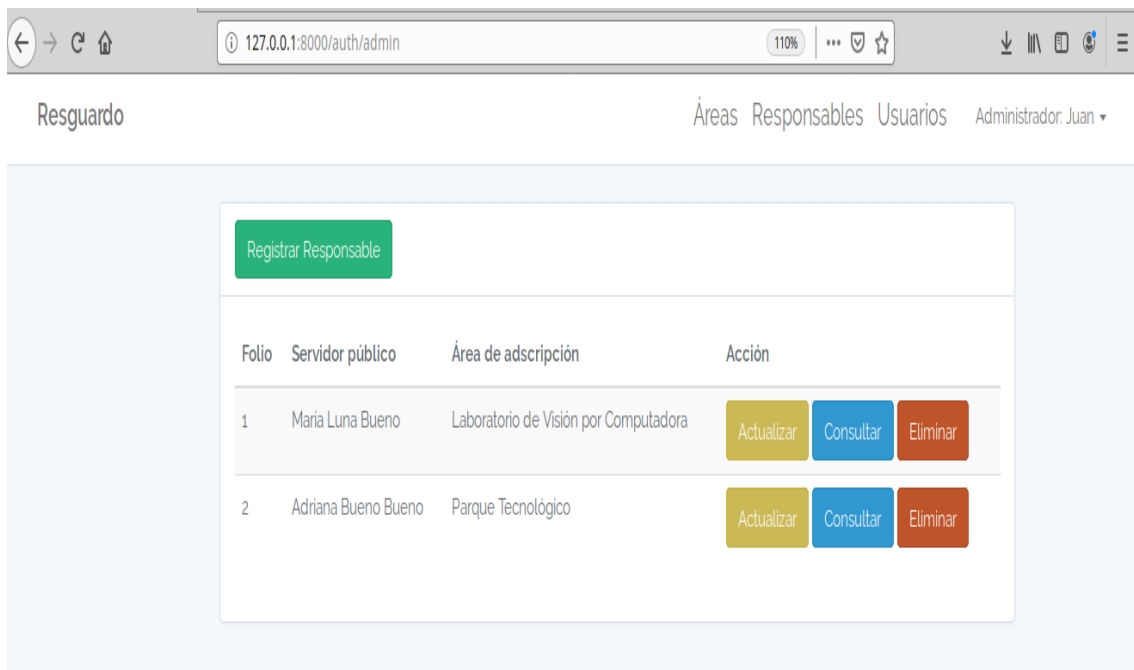 127.0.0.1:8000/auth/admin 110%
Resguardo Áreas Responsables Usuarios Administrador: Juan
Registrar Responsable
Folio Servidor público Área de adscripción Acción
1 Maria Luna Bueno Laboratorio de Visión por Computadora Actualizar Consultar Eliminar
2 Adriana Bueno Bueno Parque Tecnológico Actualizar Consultar Eliminar